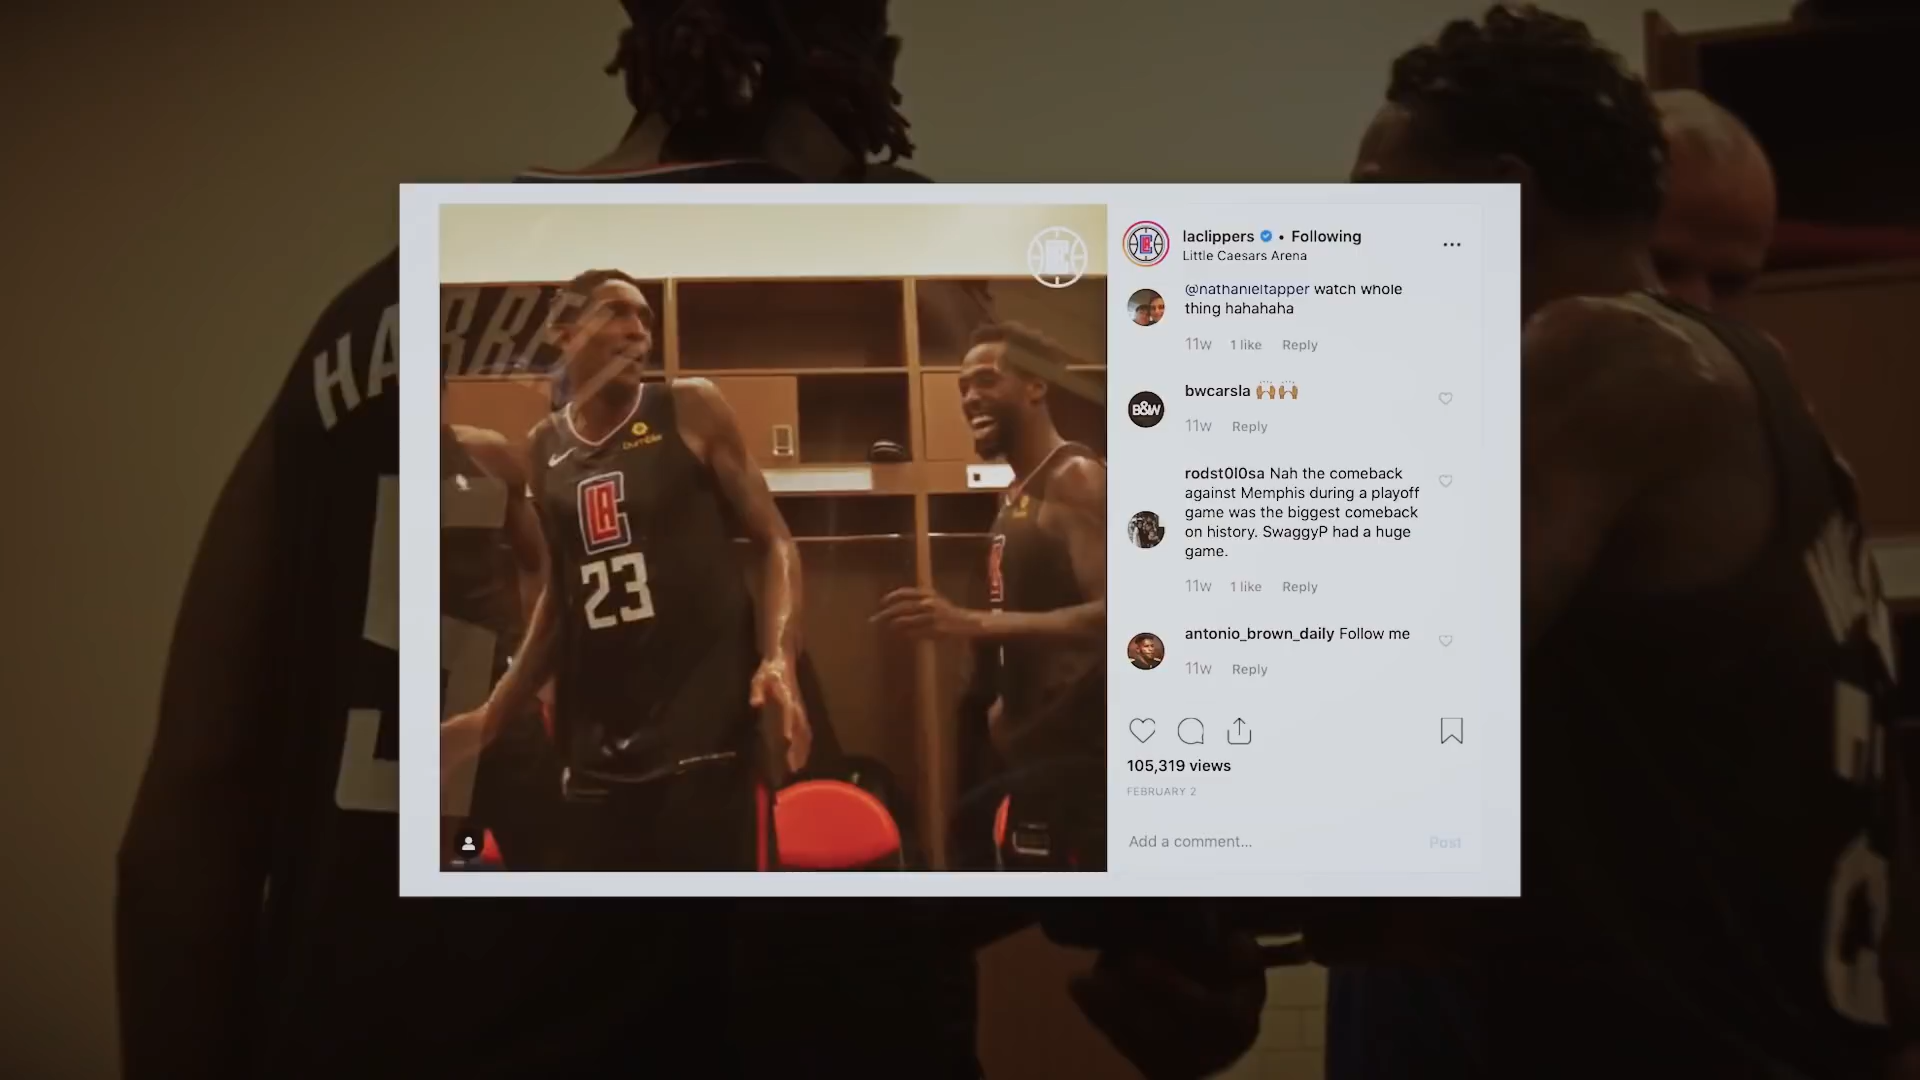 laclippers • Following
Little Caesars Arena
@nathanieltapper watch whole
thing hahahaha
11w 1 like Reply
bwcarsla 🙌🏽🙌🏽
11w Reply
B&W
rodst0l0sa Nah the comeback
against Memphis during a playoff
game was the biggest comeback
on history. SwaggyP had a huge
game.
11w 1 like Reply
antonio_brown_daily Follow me
11w Reply
105,319 views
FEBRUARY 2
Add a comment...
Post
bumble
LA
23